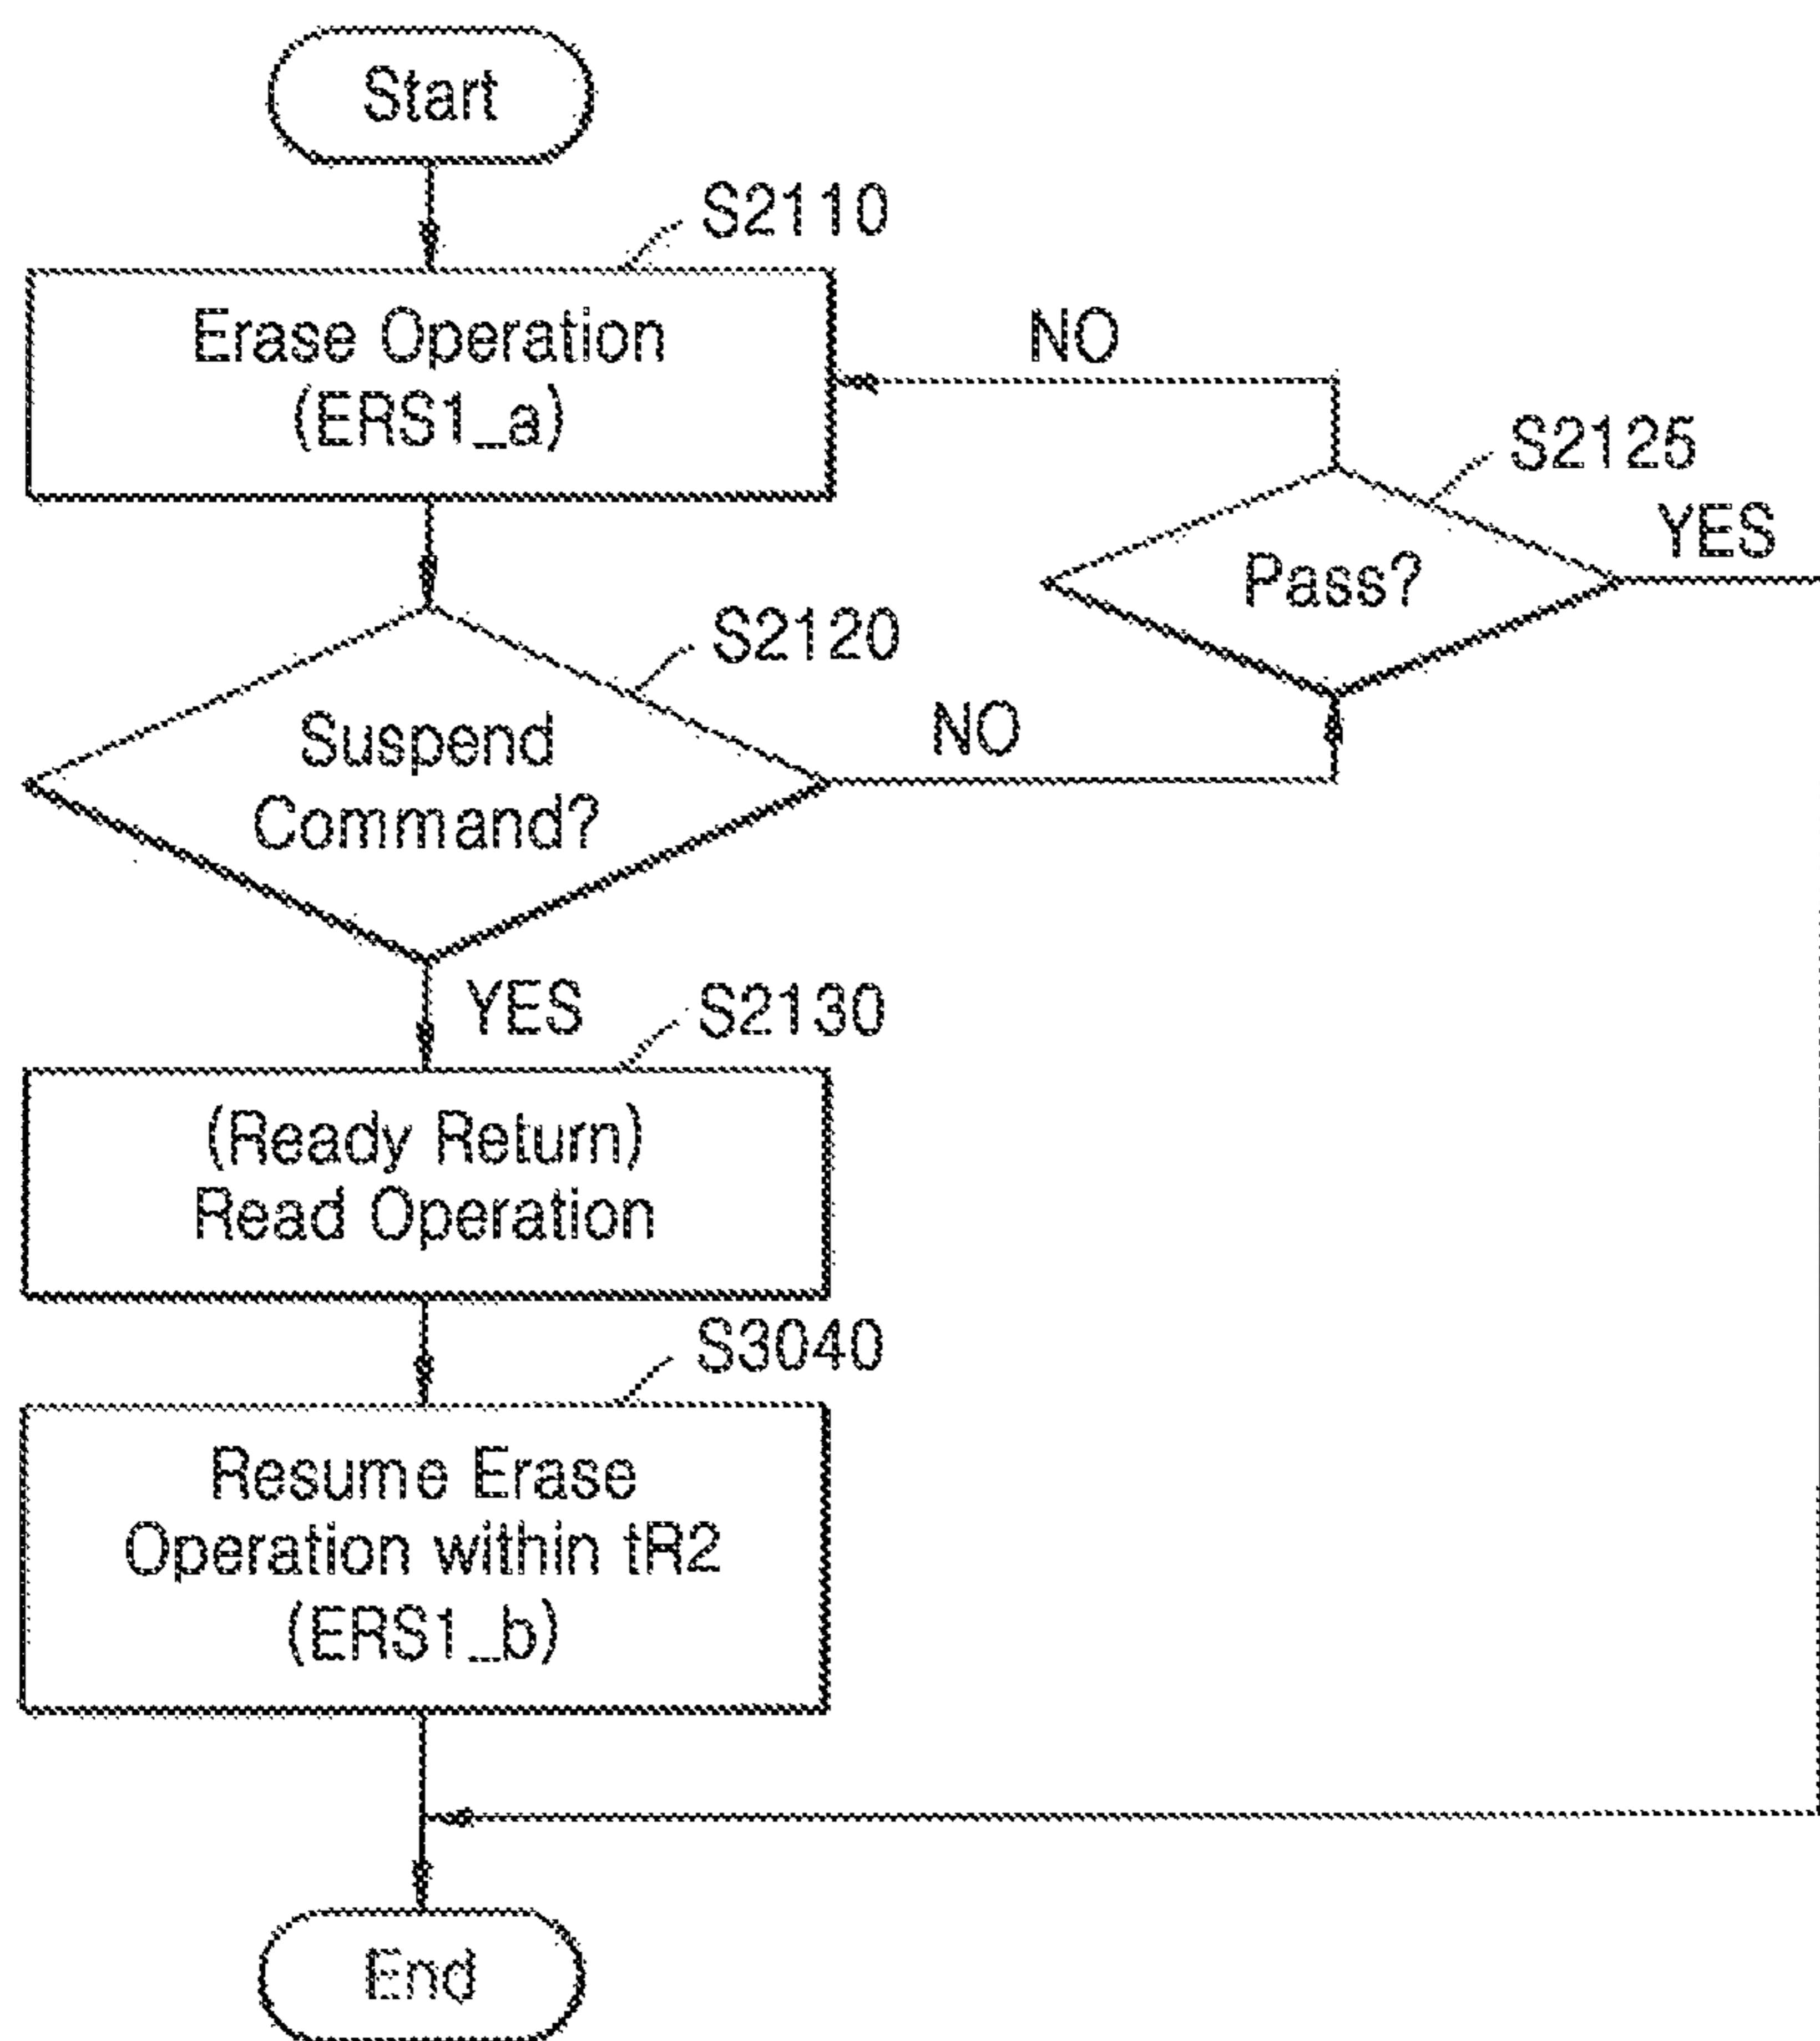 Start
S2110
Erase Operation
(ERS1_a)
NO
S2125
Pass?
YES
S2120
Suspend
Command?
NO
YES
S2130
(Ready Return)
Read Operation
S3040
Resume Erase
Operation within tR2
(ERS1_b)
End